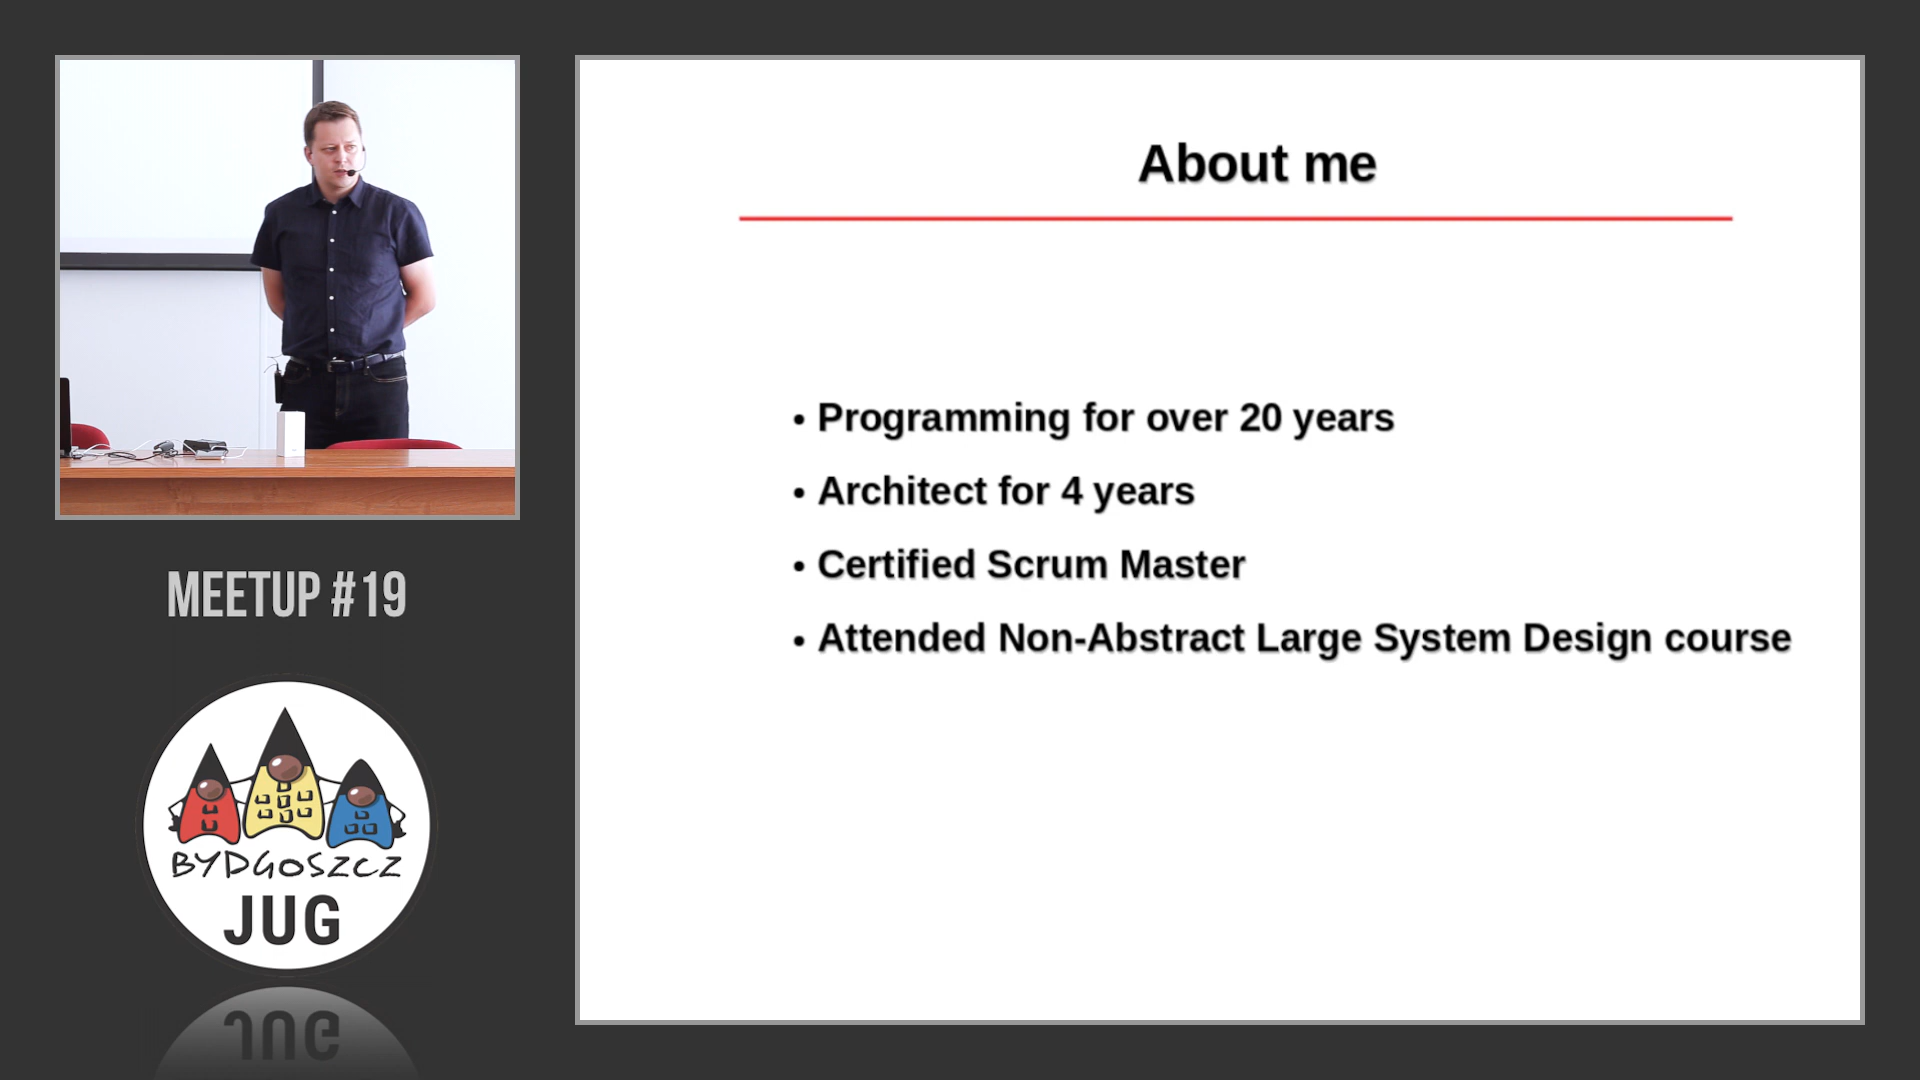 About me
• Programming for over 20 years
• Architect for 4 years
• Certified Scrum Master
• Attended Non-Abstract Large System Design course
MEETUP #19
BYDGOSZCZ
JUG